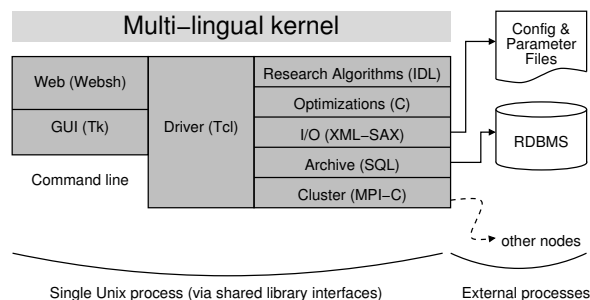 Multi−lingual kernel
Config &
Parameter
Files
Web (Websh)
GUI (Tk)
Command line
Driver (Tcl)
Research Algorithms (IDL)
Optimizations (C)
I/O (XML−SAX)
Archive (SQL)
Cluster (MPI−C)
RDBMS
other nodes
Single Unix process (via shared library interfaces)
External processes